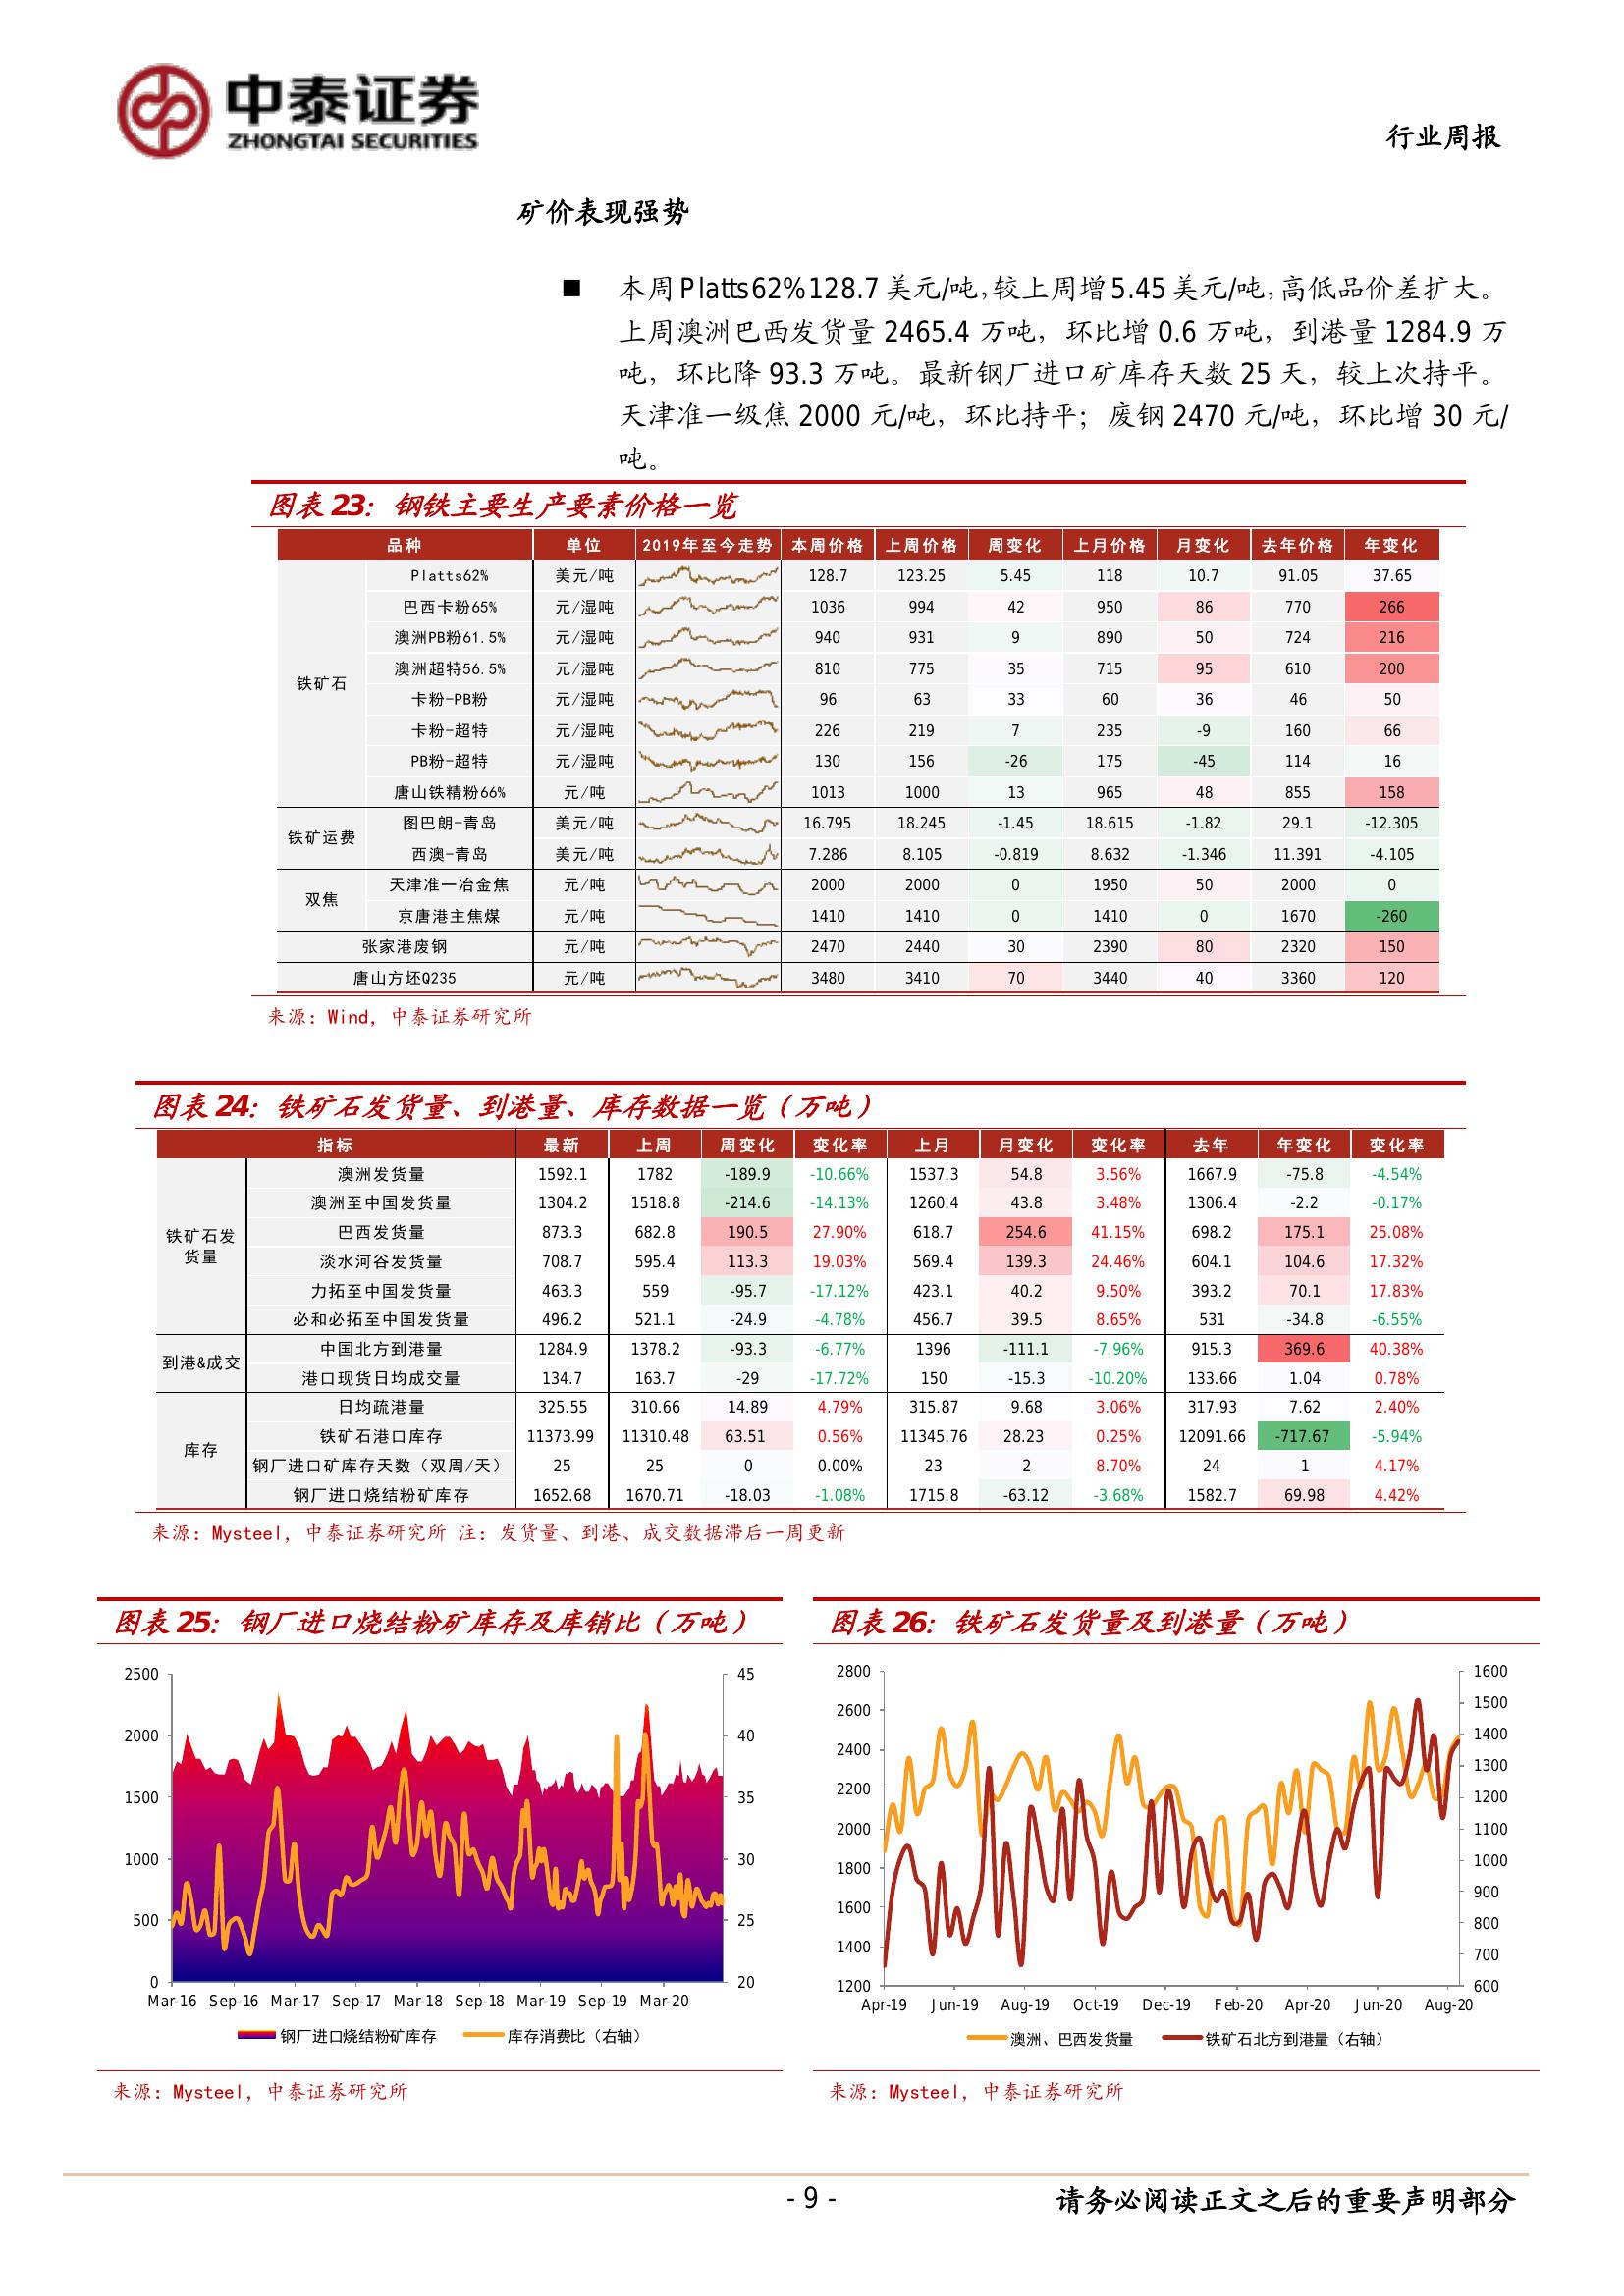 中泰证券
ZHONGTAI SECURITIES
行业周报
矿价表现强势
■ 本周 Platts62%128.7 美元/吨,较上周增 5.45 美元/吨,高低品价差扩大。
上周澳洲巴西发货量 2465.4 万吨，环比增 0.6 万吨，到港量 1284.9 万
吨，环比降 93.3 万吨。最新钢厂进口矿库存天数 25 天，较上次持平。
天津准一级焦 2000 元/吨，环比持平；废钢 2470 元/吨，环比增 30 元/
吨。
图表 23：钢铁主要生产要素价格一览
品种 单位 2019年至今走势 本周价格 上周价格 周变化 上月价格 月变化 去年价格 年变化
铁矿石
Platts62% 美元/吨 128.7 123.25 5.45 118 10.7 91.05 37.65
巴西卡粉65% 元/湿吨 1036 994 42 950 86 770 266
澳洲PB粉61.5% 元/湿吨 940 931 9 890 50 724 216
澳洲超特56.5% 元/湿吨 810 775 35 715 95 610 200
卡粉-PB粉 元/湿吨 96 63 33 60 36 46 50
卡粉-超特 元/湿吨 226 219 7 235 -9 160 66
PB粉-超特 元/湿吨 130 156 -26 175 -45 114 16
唐山铁精粉66% 元/吨 1013 1000 13 965 48 855 158
铁矿运费
图巴朗-青岛 美元/吨 16.795 18.245 -1.45 18.615 -1.82 29.1 -12.305
西澳-青岛 美元/吨 7.286 8.105 -0.819 8.632 -1.346 11.391 -4.105
双焦
天津准一冶金焦 元/吨 2000 2000 0 1950 50 2000 0
京唐港主焦煤 元/吨 1410 1410 0 1410 0 1670 -260
张家港废钢 元/吨 2470 2440 30 2390 80 2320 150
唐山方坯Q235 元/吨 3480 3410 70 3440 40 3360 120
来源：Wind，中泰证券研究所
图表 24：铁矿石发货量、到港量、库存数据一览（万吨）
指标 最新 上周 周变化 变化率 上月 月变化 变化率 去年 年变化 变化率
铁矿石发
货量
澳洲发货量 1592.1 1782 -189.9 -10.66% 1537.3 54.8 3.56% 1667.9 -75.8 -4.54%
澳洲至中国发货量 1304.2 1518.8 -214.6 -14.13% 1260.4 43.8 3.48% 1306.4 -2.2 -0.17%
巴西发货量 873.3 682.8 190.5 27.90% 618.7 254.6 41.15% 698.2 175.1 25.08%
淡水河谷发货量 708.7 595.4 113.3 19.03% 569.4 139.3 24.46% 604.1 104.6 17.32%
力拓至中国发货量 463.3 559 -95.7 -17.12% 423.1 40.2 9.50% 393.2 70.1 17.83%
必和必拓至中国发货量 496.2 521.1 -24.9 -4.78% 456.7 39.5 8.65% 531 -34.8 -6.55%
到港&成交
中国北方到港量 1284.9 1378.2 -93.3 -6.77% 1396 -111.1 -7.96% 915.3 369.6 40.38%
港口现货日均成交量 134.7 163.7 -29 -17.72% 150 -15.3 -10.20% 133.66 1.04 0.78%
库存
日均疏港量 325.55 310.66 14.89 4.79% 315.87 9.68 3.06% 317.93 7.62 2.40%
铁矿石港口库存 11373.99 11310.48 63.51 0.56% 11345.76 28.23 0.25% 12091.66 -717.67 -5.94%
钢厂进口矿库存天数（双周/天） 25 25 0 0.00% 23 2 8.70% 24 1 4.17%
钢厂进口烧结粉矿库存 1652.68 1670.71 -18.03 -1.08% 1715.8 -63.12 -3.68% 1582.7 69.98 4.42%
来源：Mysteel，中泰证券研究所 注：发货量、到港、成交数据滞后一周更新
图表 25：钢厂进口烧结粉矿库存及库销比（万吨）
2500 45
2000 40
1500 35
1000 30
500 25
0 20
Mar-16 Sep-16 Mar-17 Sep-17 Mar-18 Sep-18 Mar-19 Sep-19 Mar-20
钢厂进口烧结粉矿库存 库存消费比（右轴）
来源：Mysteel，中泰证券研究所
图表 26：铁矿石发货量及到港量（万吨）
2800 1600
2600 1500
2400 1400
2200 1300
2000 1200
1800 1100
1600 1000
1400 900
1200 800
700
600
Apr-19 Jun-19 Aug-19 Oct-19 Dec-19 Feb-20 Apr-20 Jun-20 Aug-20
澳洲、巴西发货量 铁矿石北方到港量（右轴）
来源：Mysteel，中泰证券研究所
- 9 -
请务必阅读正文之后的重要声明部分